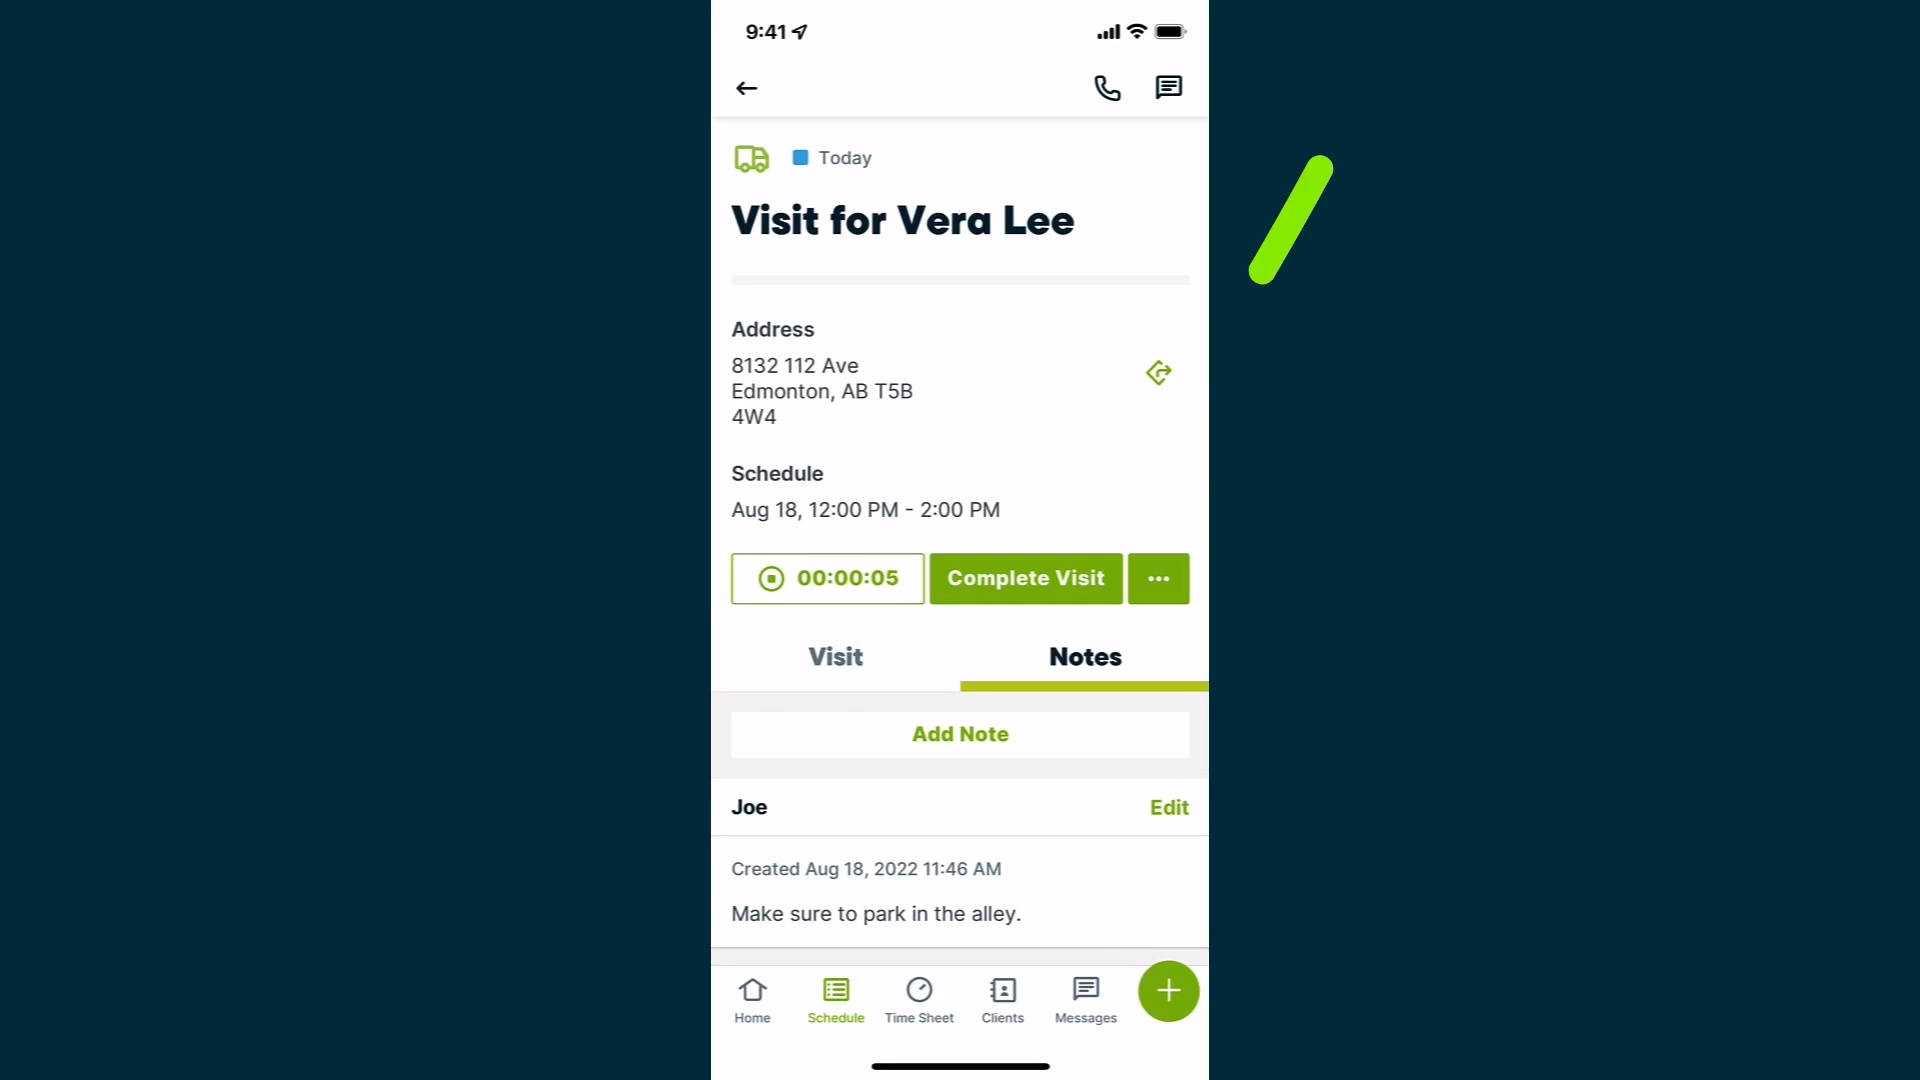 9:41
Today
Visit for Vera Lee
Address
8132 112 Ave
Edmonton, AB T5B
4W4
Schedule
Aug 18, 12:00 PM - 2:00 PM
00:00:05
Complete Visit
Visit
Notes
Add Note
Joe
Edit
Created Aug 18, 2022 11:46 AM
Make sure to park in the alley.
Home
Schedule
Time Sheet
Clients
Messages